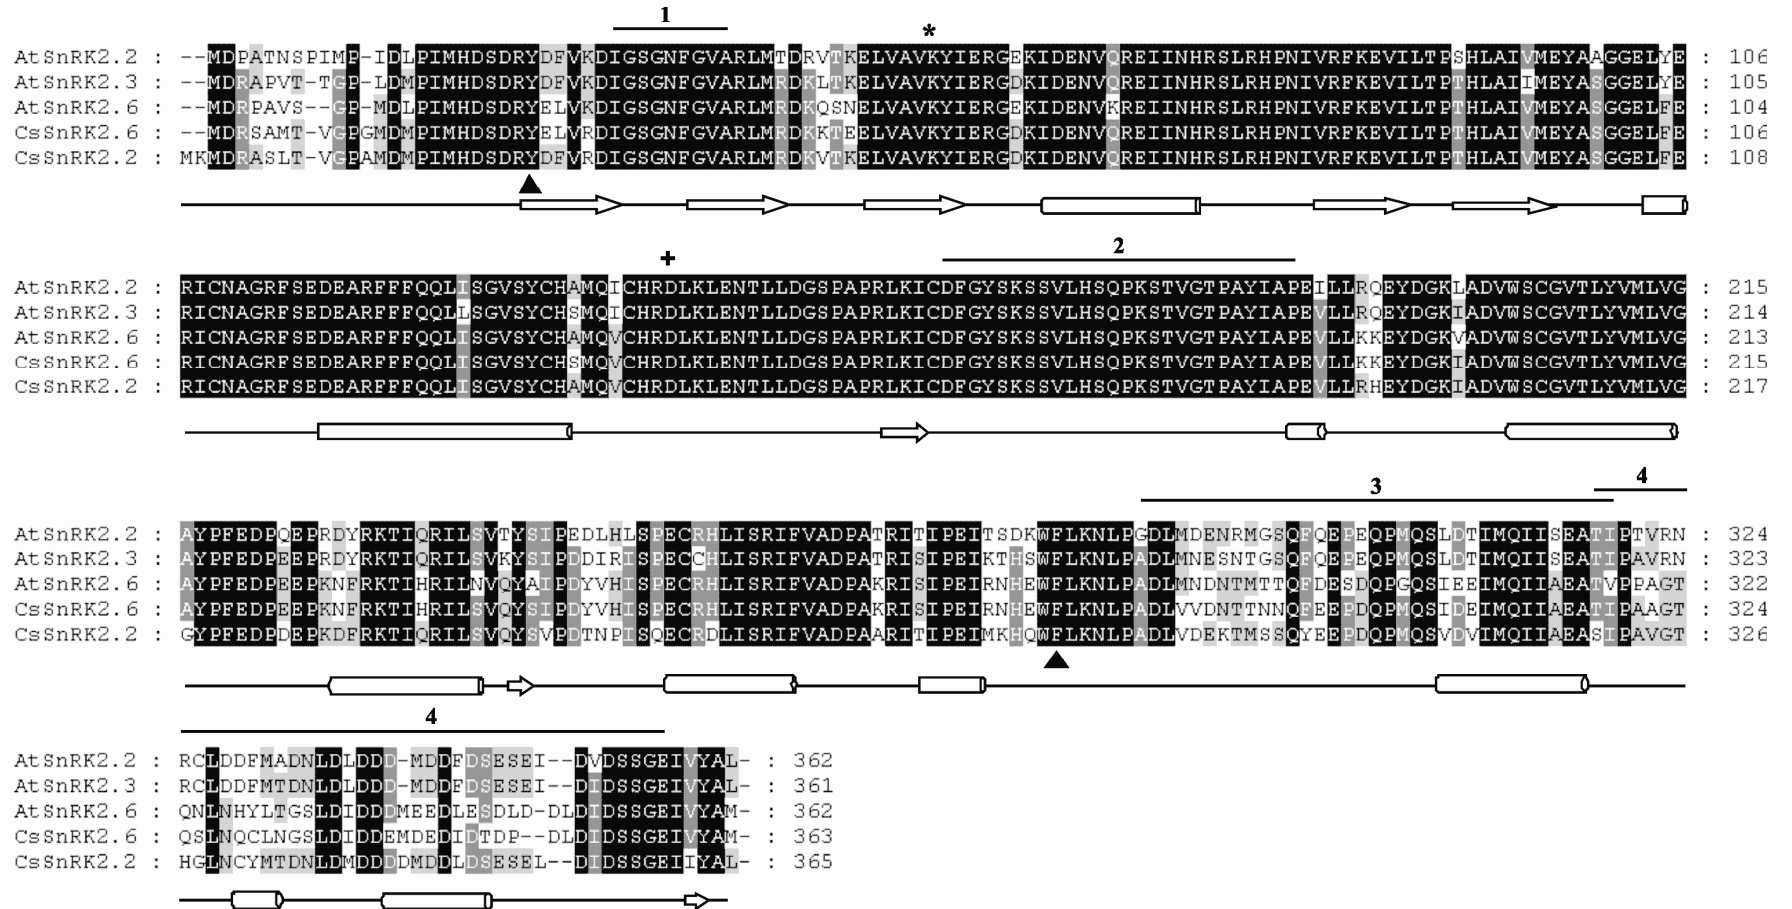 1
*
AtSnRK2.2 : --MDPATNSPIMP-IDLPIMHDSDRYDFVKDIGSGNFGVARLMTDRVTKELVAVKYIERGEKIDENVQREIINHRSLRHPNIVRFKEVILTPSHLAIVMEYAAGGELYE : 106
AtSnRK2.3 : --MDRAPVT-TGP-LDMPIMHDSDRYDFVKDIGSGNFGVARLMRDKLTKELVAVKYIERGDKIDENVQREIINHRSLRHPNIVRFKEVILTPTHLAIIMEYASGGELYE : 105
AtSnRK2.6 : --MDRPAVS--GP-MDLPIMHDSDRYELVKDIGSGNFGVARLMRDKQSNELVAVKYIERGEKIDENVKREIINHRSLRHPNIVRFKEVILTPTHLAIVMEYASGGELFE : 104
CsSnRK2.6 : --MDRSAMT-VGPGMDMPIMHDSDRYELVRDIGSGNFGVARLMRDKKTEELVAVKYIERGDKIDENVQREIINHRSLRHPNIVRFKEVILTPTHLAIVMEYASGGELFE : 106
CsSnRK2.2 : MKMDRASLT-VGPAMDMPIMHDSDRYDFVRDIGSGNFGVARLMRDKVTKELVAVKYIERGDKIDENVQREIINHRSLRHPNIVRFKEVILTPTHLAIVMEYASGGELFE : 108
+
2
AtSnRK2.2 : RICNAGRFSEDEARFFFQQLISGVSYCHAMQICHRDLKLENTLLDGSPAPRLKICDFGYSKSSVLHSQPKSTVGTPAYIAPEILLRQEYDGKLADVWSCGVTLYVMLVG : 215
AtSnRK2.3 : RICNAGRFSEDEARFFFQQLLSGVSYCHSMQICHRDLKLENTLLDGSPAPRLKICDFGYSKSSVLHSQPKSTVGTPAYIAPEVLLRQEYDGKIADVWSCGVTLYVMLVG : 214
AtSnRK2.6 : RICNAGRFSEDEARFFFQQLISGVSYCHAMQVCHRDLKLENTLLDGSPAPRLKICDFGYSKSSVLHSQPKSTVGTPAYIAPEVLLKKEYDGKVADVWSCGVTLYVMLVG : 213
CsSnRK2.6 : RICNAGRFSEDEARFFFQQLISGVSYCHSMQVCHRDLKLENTLLDGSPAPRLKICDFGYSKSSVLHSQPKSTVGTPAYIAPEVLLKKEYDGKIADVWSCGVTLYVMLVG : 215
CsSnRK2.2 : RICNAGRFSEDEARFFFQQLISGVSYCHAMQVCHRDLKLENTLLDGSPAPRLKICDFGYSKSSVLHSQPKSTVGTPAYIAPEVLLRHEYDGKIADVWSCGVTLYVMLVG : 217
3
4
AtSnRK2.2 : AYPFEDPQEPRDYRKTIQRILSVTYSIPEDLHLSPECRHLISRIFVADPATRITIPEITSDKWFLKNLPGDLMDENRMGSQFQEPEQPMQSLDTIMQIISEATIPTVRN : 324
AtSnRK2.3 : AYPFEDPEEPRDYRKTIQRILSVKYSIPDDIRISPECCHLISRIFVADPATRISIPEIKTHSWFLKNLPADLMNESNTGSQFQEPEQPMQSLDTIMQIISEATIPAVRN : 323
AtSnRK2.6 : AYPFEDPEEPKNFRKTIHRILNVQYAIPDYVHISPECRHLISRIFVADPAKRISIPEIRNHEWFLKNLPADLMNDNTMTTQFDESDQPGQSIEEIMQIIAEATVPPAGT : 322
CsSnRK2.6 : AYPFEDPEEPKNFRKTIHRILSVQYSIPDYVHISPECRHLISRIFVADPAKRISIPEIRNHEWFLKNLPADLVVDNTTNNQFEEPDQPMQSIDEIMQIIAEATIPAAGT : 324
CsSnRK2.2 : GYPFEDPDEPKDFRKTIQRILSVQYSVPDTNPISQECRDLISRIFVADPAARITIPEIMKHQWFLKNLPADLVDEKTMSSQYEEPDQPMQSVDVIMQIIAEASIPAVGT : 326
4
AtSnRK2.2 : RCLDDFMADNLDLDDD-MDDFDSESEI--DVDSSGEIVYAL- : 362
AtSnRK2.3 : RCLDDFMTDNLDLDDD-MDDFDSESEI--DIDSSGEIVYAL- : 361
AtSnRK2.6 : QNLNHYLTGSLDIDDDMEEDLESDLD-DLDIDSSGEIVYAM- : 362
CsSnRK2.6 : QSLNQCLNGSLDIDDEMDEDIDTDP--DLDIDSSGEIVYAM- : 363
CsSnRK2.2 : HGLNCYMTDNLDMDDDDMDDLDSESEL--DIDSSGEIIYAL- : 365